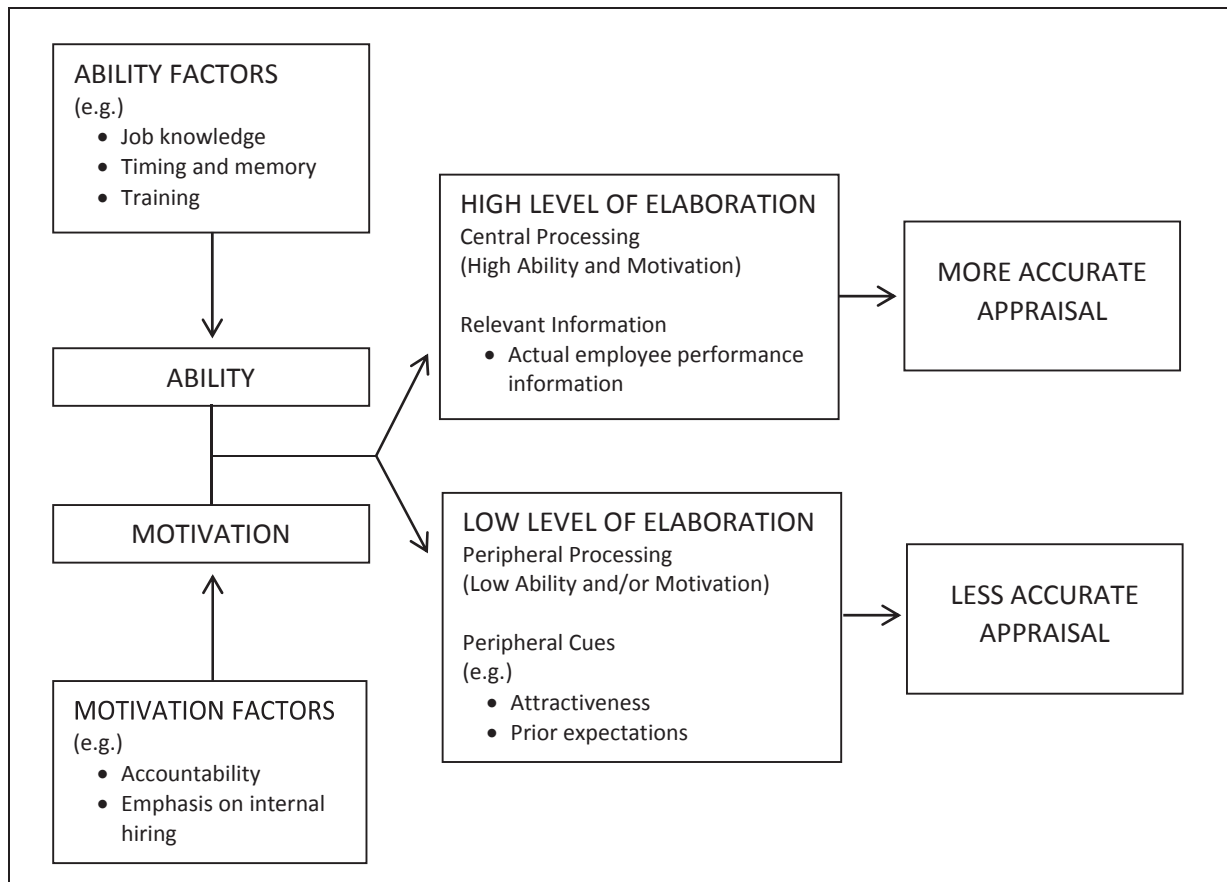 ABILITY FACTORS
(e.g.)
• Job knowledge
• Timing and memory
• Training
ABILITY
MOTIVATION
MOTIVATION FACTORS
(e.g.)
• Accountability
• Emphasis on internal
hiring
HIGH LEVEL OF ELABORATION
Central Processing
(High Ability and Motivation)
Relevant Information
• Actual employee performance
information
LOW LEVEL OF ELABORATION
Peripheral Processing
(Low Ability and/or Motivation)
Peripheral Cues
(e.g.)
• Attractiveness
• Prior expectations
MORE ACCURATE
APPRAISAL
LESS ACCURATE
APPRAISAL